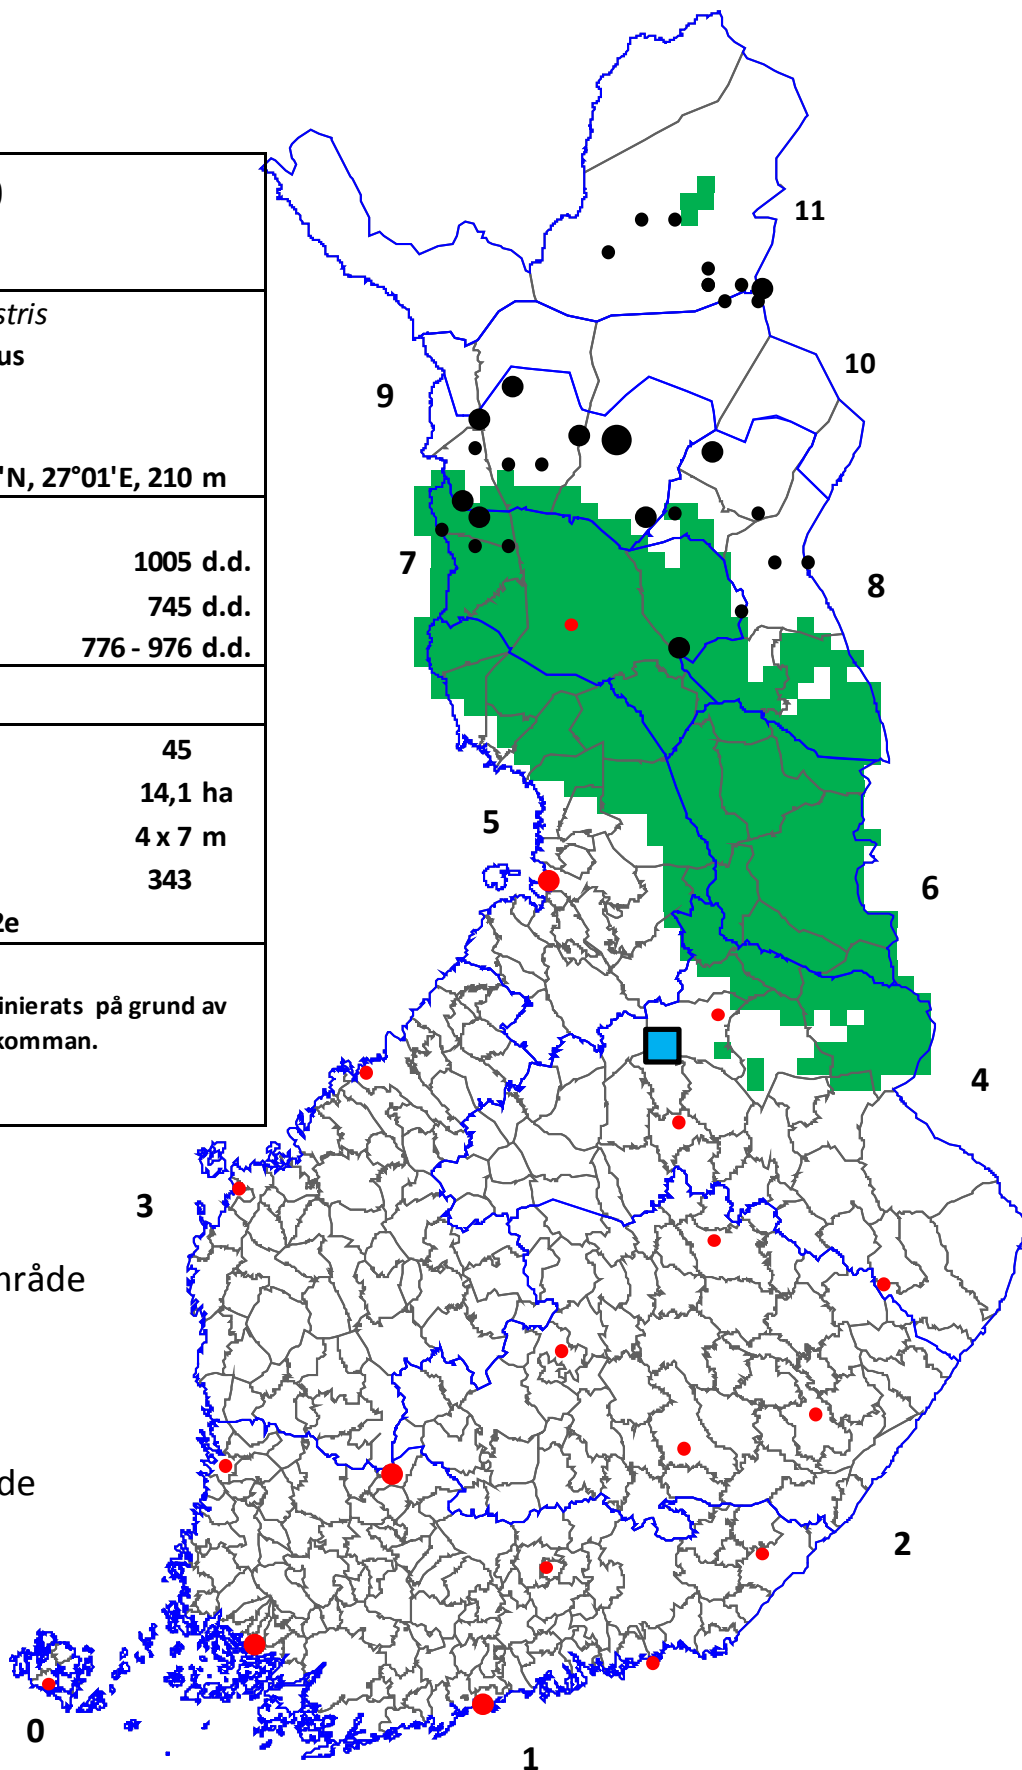 )
stris
us
'N, 27°01'E, 210 m
1005 d.d.
745 d.d.
776 - 976 d.d.
45
14,1 ha
4 x 7 m
343
2e
inierats på grund av
komman.
mråde
de
11
10
9
8
7
6
5
4
3
2
1
0